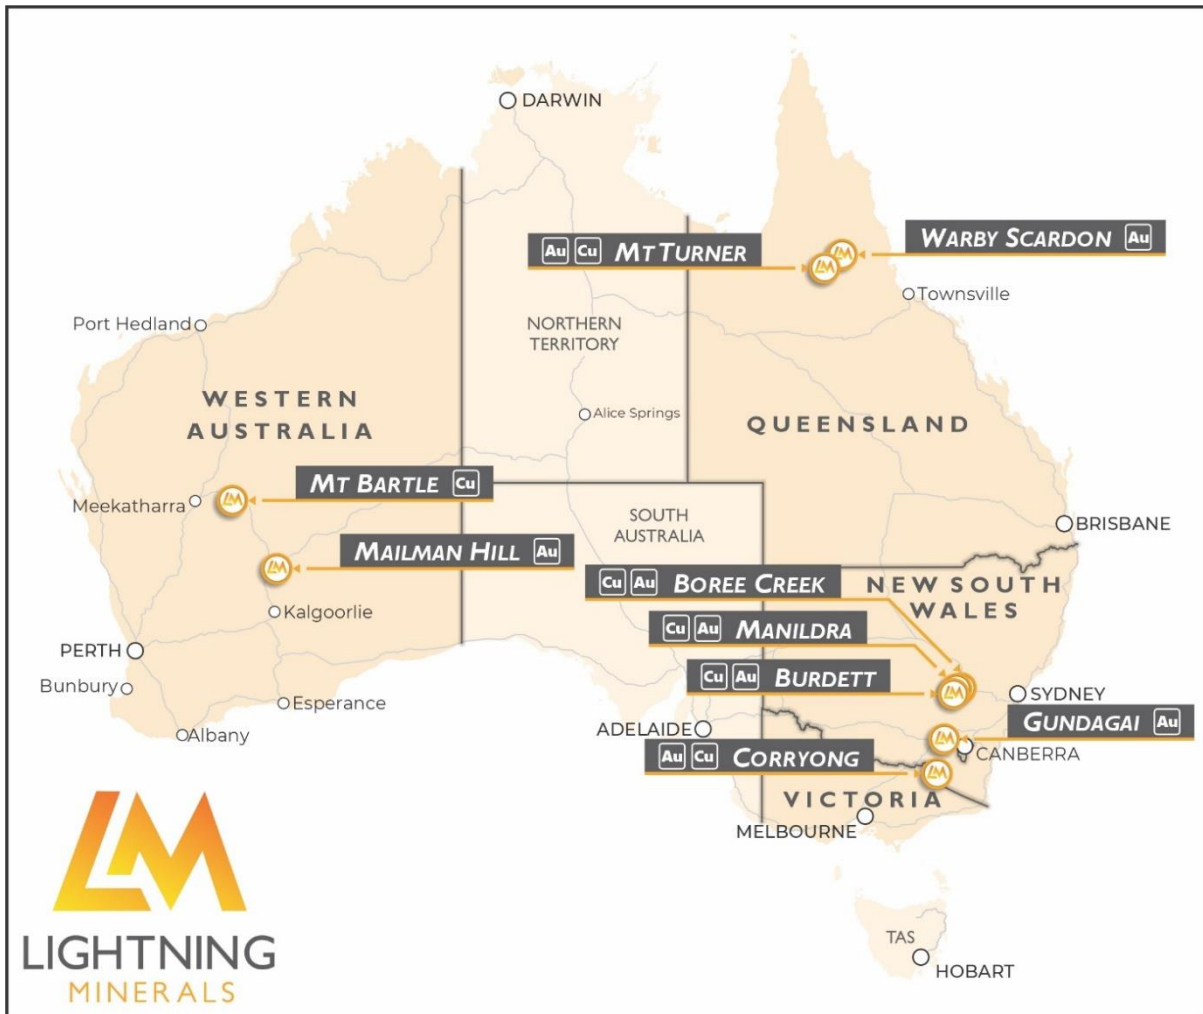 DARWIN
Au Cu MT TURNER
WARBY SCARDON Au
Townsville
Port Hedland
NORTHERN
TERRITORY
WESTERN
AUSTRALIA
Alice Springs
QUEENSLAND
MT BARTLE Cu
Meekatharra
SOUTH
AUSTRALIA
BRISBANE
MAILMAN HILL Au
Cu Au BOREE CREEK
NEW SOUTH
WALES
Kalgoorlie
Cu Au MANILDRA
PERTH
Bunbury
Cu Au BURDETT
LM
SYDNEY
Esperance
GUNDAGAI Au
ADELAIDE
Albany
CANBERRA
Au Cu CORRYONG
VICTORIA
MELBOURNE
LM
LIGHTNING
MINERALS
TAS
HOBART